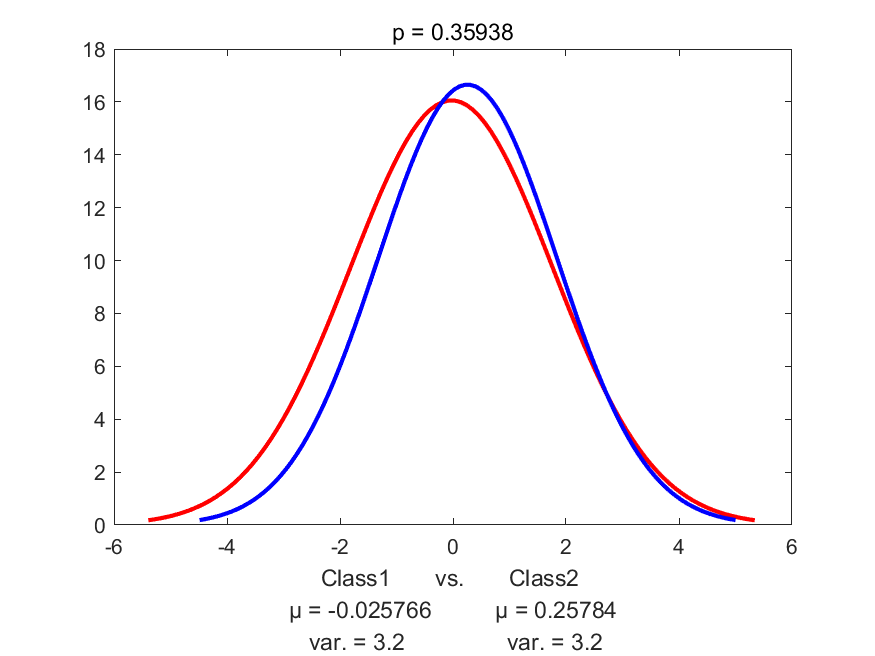 p = 0.35938
18
16
14
12
10
8
6
4
2
0
-6 -4 -2 0 2 4 6
Class1 vs. Class2
μ = -0.025766 μ = 0.25784
var. = 3.2 var. = 3.2